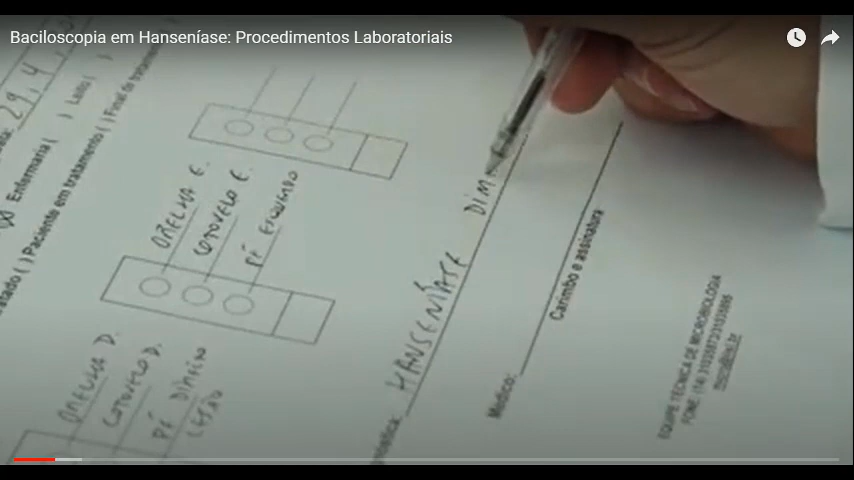 Baciloscopia em Hanseníase: Procedimentos Laboratoriais
29, 4
Enfermaria ( ) Leito (
( ) Paciente em tratamento ( ) Final de tratamento
ORELHA E.
COTOVELO E.
PÉ ESQUERDO
ORELHA D.
COTOVELO D.
PÉ DIREITO
LESÃO
HANSENÍASE DIM
Médico:
Carimbo e assinatura
EQUIPE TÉCNICA DE MICROBIOLOGIA